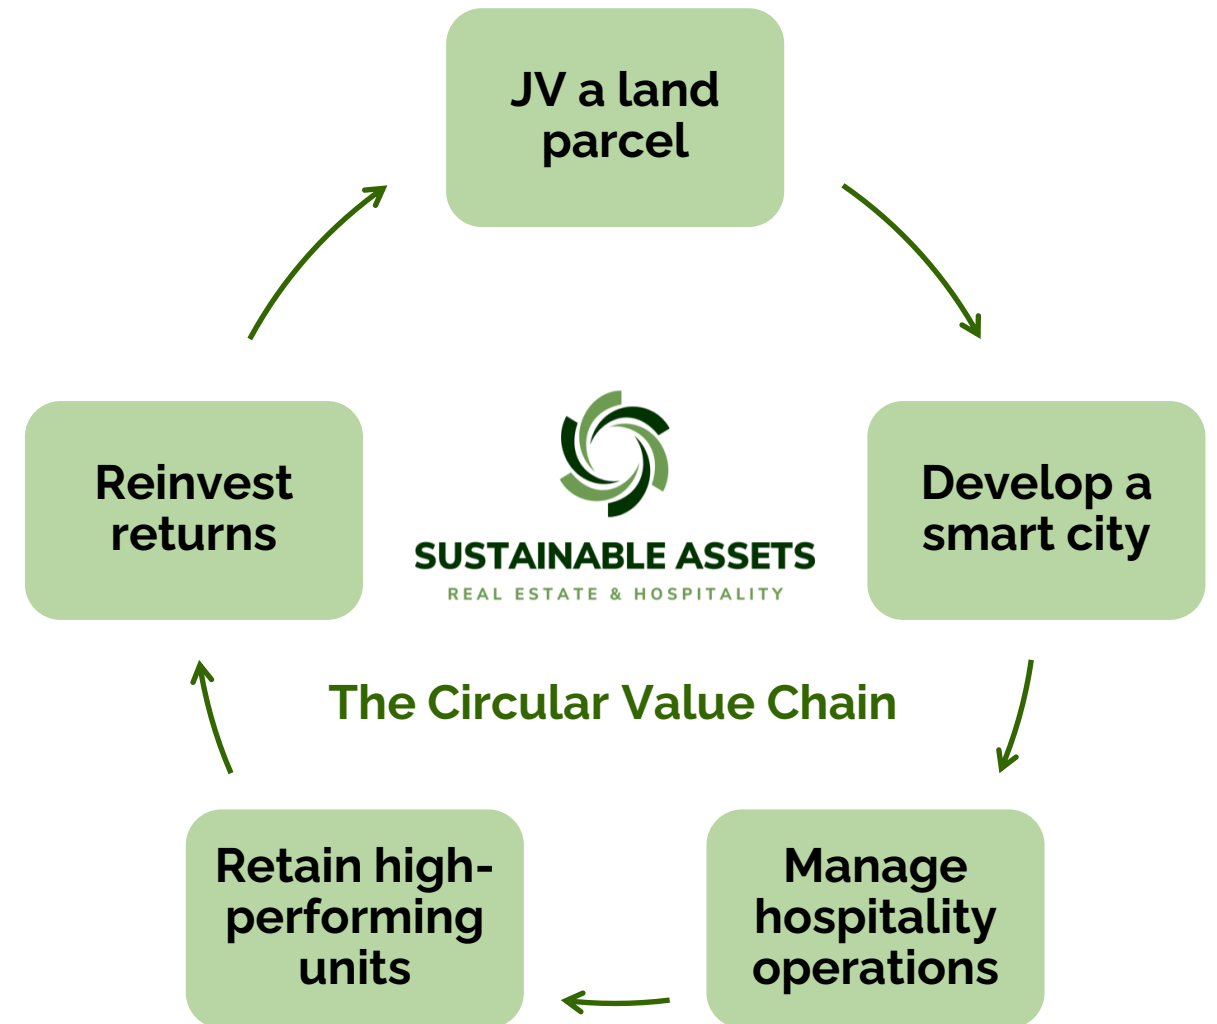 JV a land
parcel
Develop a
smart city
Manage
hospitality
operations
Retain high-
performing
units
Reinvest
returns
SUSTAINABLE ASSETS
REAL ESTATE & HOSPITALITY
The Circular Value Chain